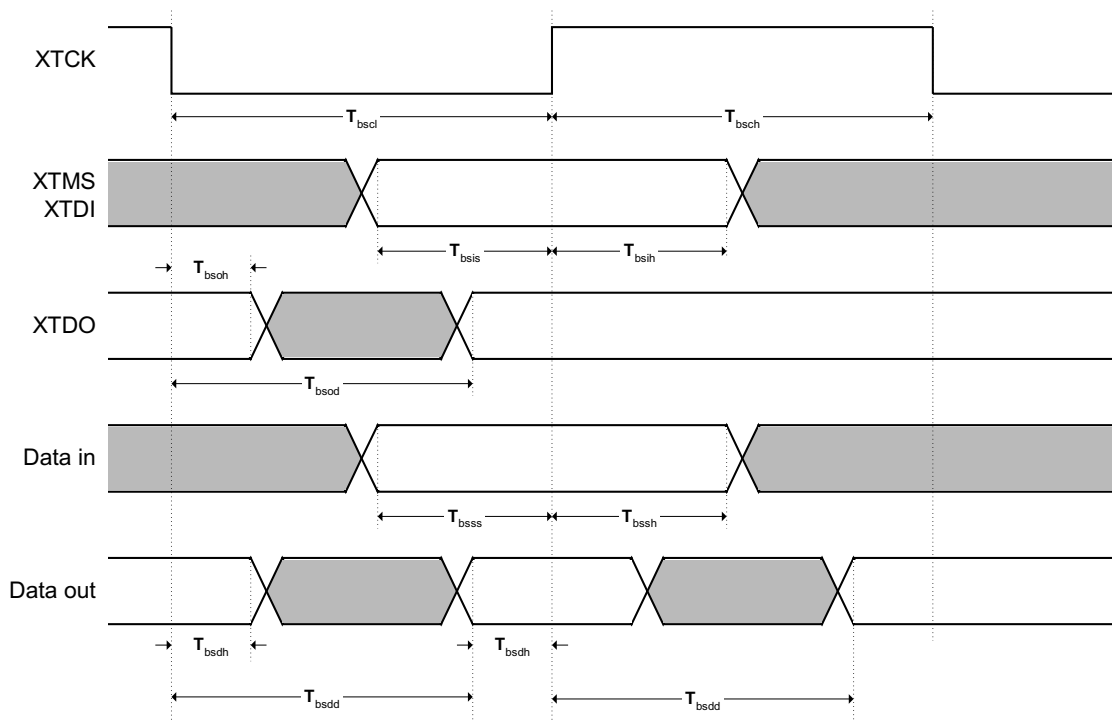 XTCK
Tbscl
Tbsch
XTMS
XTDI
Tbsis
Tbsih
Tbsoh
XTDO
Tbsod
Data in
Tbsss
Tbssh
Data out
Tbsdh
Tbsdh
Tbsdd
Tbsdd